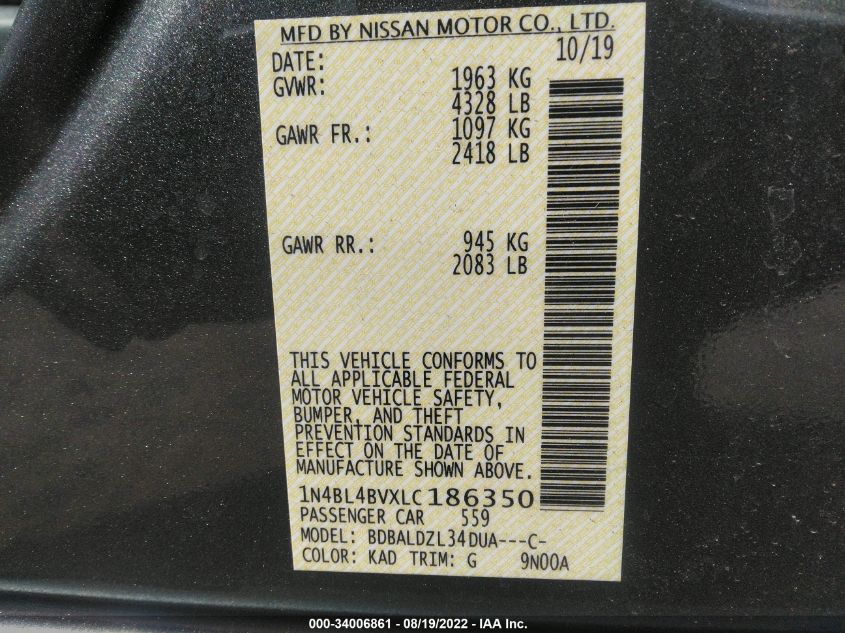 MFD BY NISSAN MOTOR CO., LTD.
DATE: 10/19
GVWR: 1963 KG
4328 LB
GAWR FR.: 1097 KG
2418 LB
GAWR RR.: 945 KG
2083 LB
THIS VEHICLE CONFORMS TO
ALL APPLICABLE FEDERAL
MOTOR VEHICLE SAFETY,
BUMPER, AND THEFT
PREVENTION STANDARDS IN
EFFECT ON THE DATE OF
MANUFACTURE SHOWN ABOVE.
1N4BL4BVXLC186350
PASSENGER CAR 559
MODEL: BDBALDZL34DUA---C-
COLOR: KAD TRIM: G 9N00A
000-34006861 - 08/19/2022 - IAA Inc.